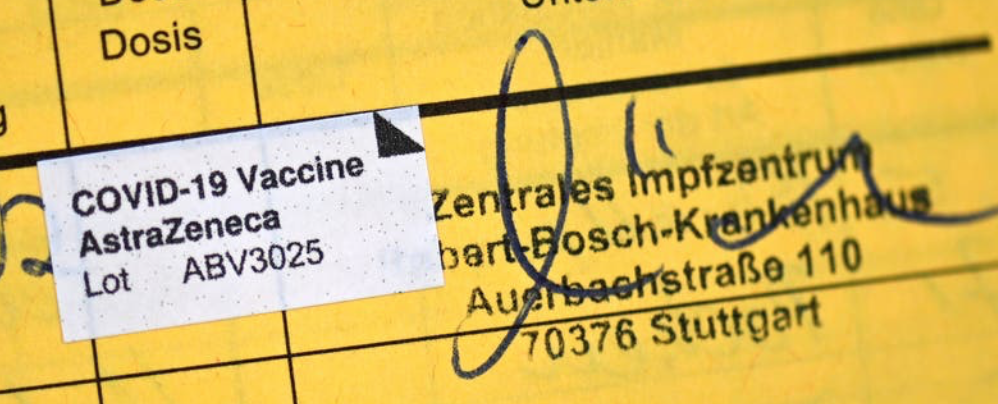 Dosis
COVID-19 Vaccine
AstraZeneca
Lot ABV3025
Zentrales Impfzentrum
bert-Bosch-Krankenhaus
Auerbachstraße 110
70376 Stuttgart